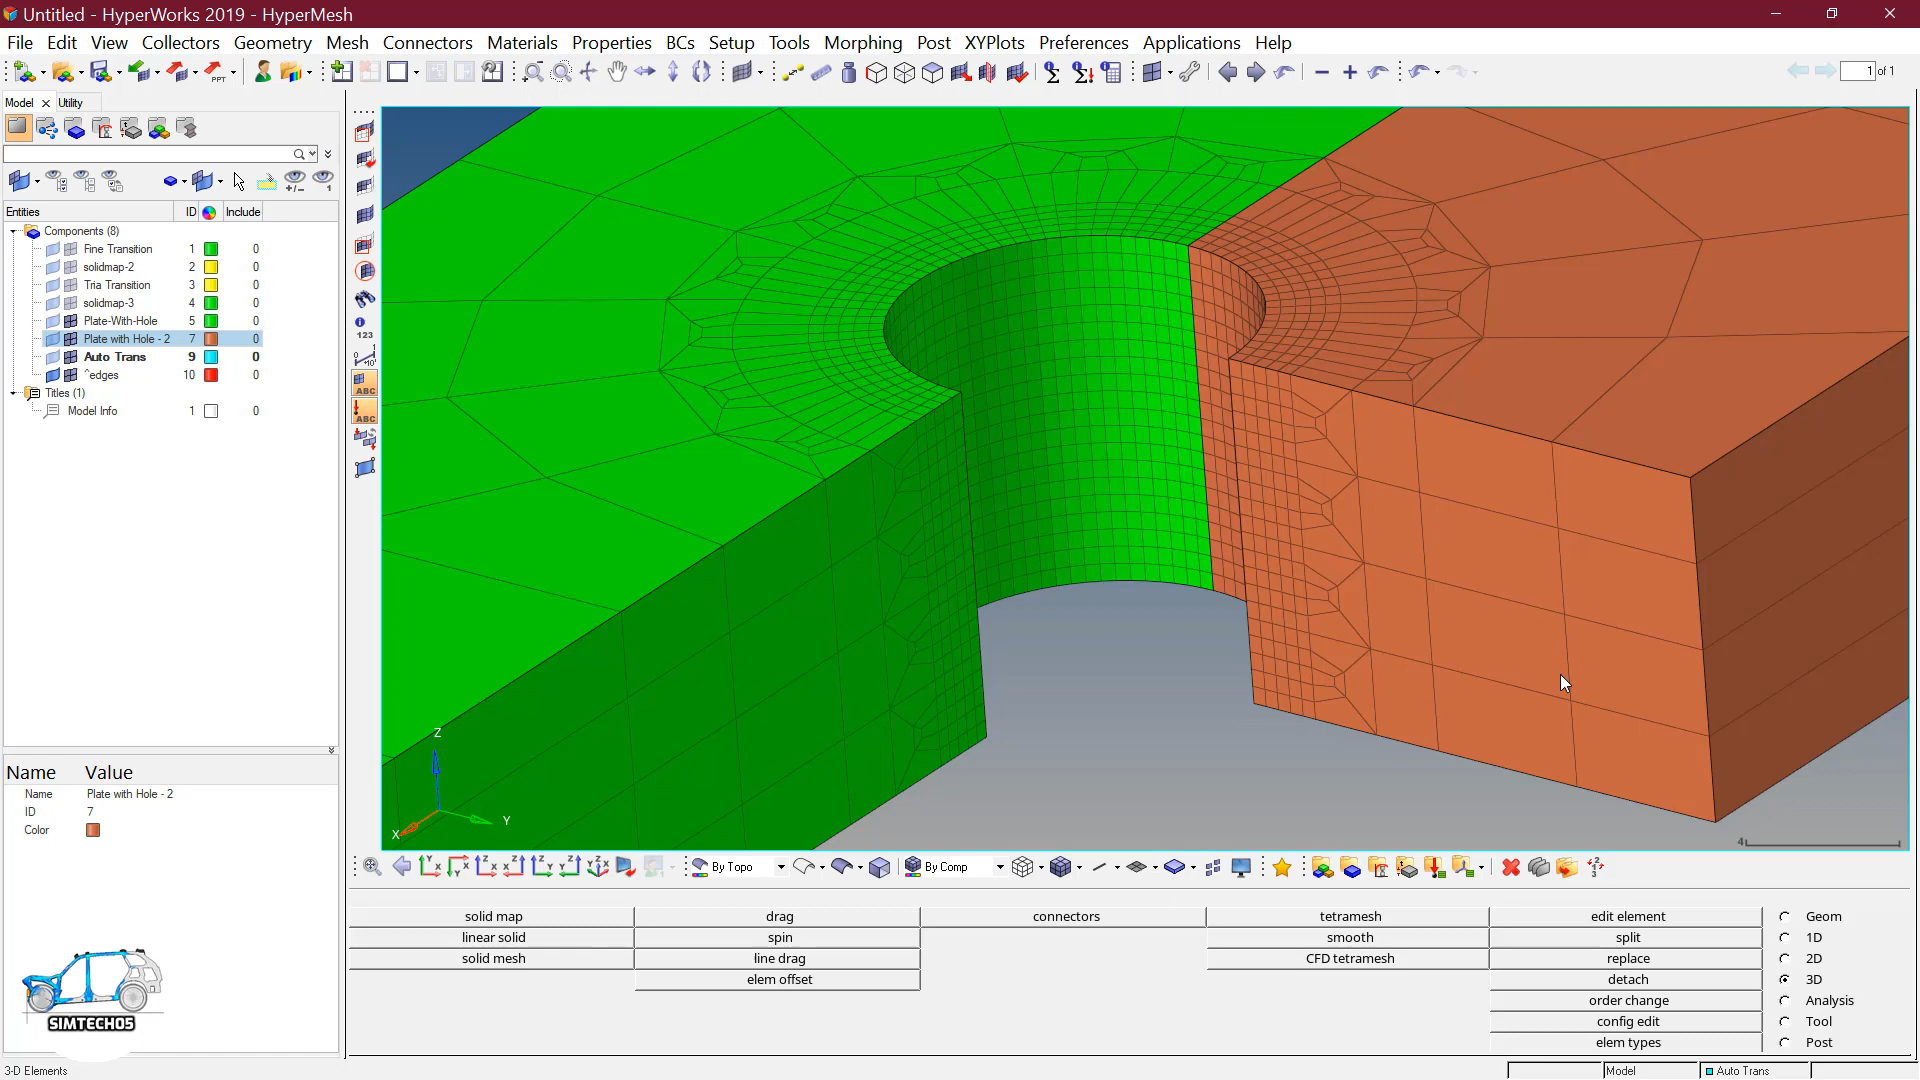 Untitled - HyperWorks 2019 - HyperMesh
File Edit View Collectors Geometry Mesh Connectors Materials Properties BCs Setup Tools Morphing Post XYPlots Preferences Applications Help
PPT
1 of 1
Model Utility
Entities ID Include
Components (8)
Fine Transition 1 0
solidmap-2 2 0
Tria Transition 3 0
solidmap-3 4 0
Plate-With-Hole 5 0
Plate with Hole - 2 7 0
Auto Trans 9 0
^edges 10 0
Titles (1)
Model Info 1 0
123
ABC
ABC
Name Value
Name Plate with Hole - 2
ID 7
Color
Z
X
Y
4
By Topo
By Comp
solid map drag connectors tetramesh edit element Geom
linear solid spin smooth split 1D
solid mesh line drag CFD tetramesh replace 2D
elem offset detach 3D
order change Analysis
config edit Tool
elem types Post
SIMTECH05
3-D Elements Model Auto Trans